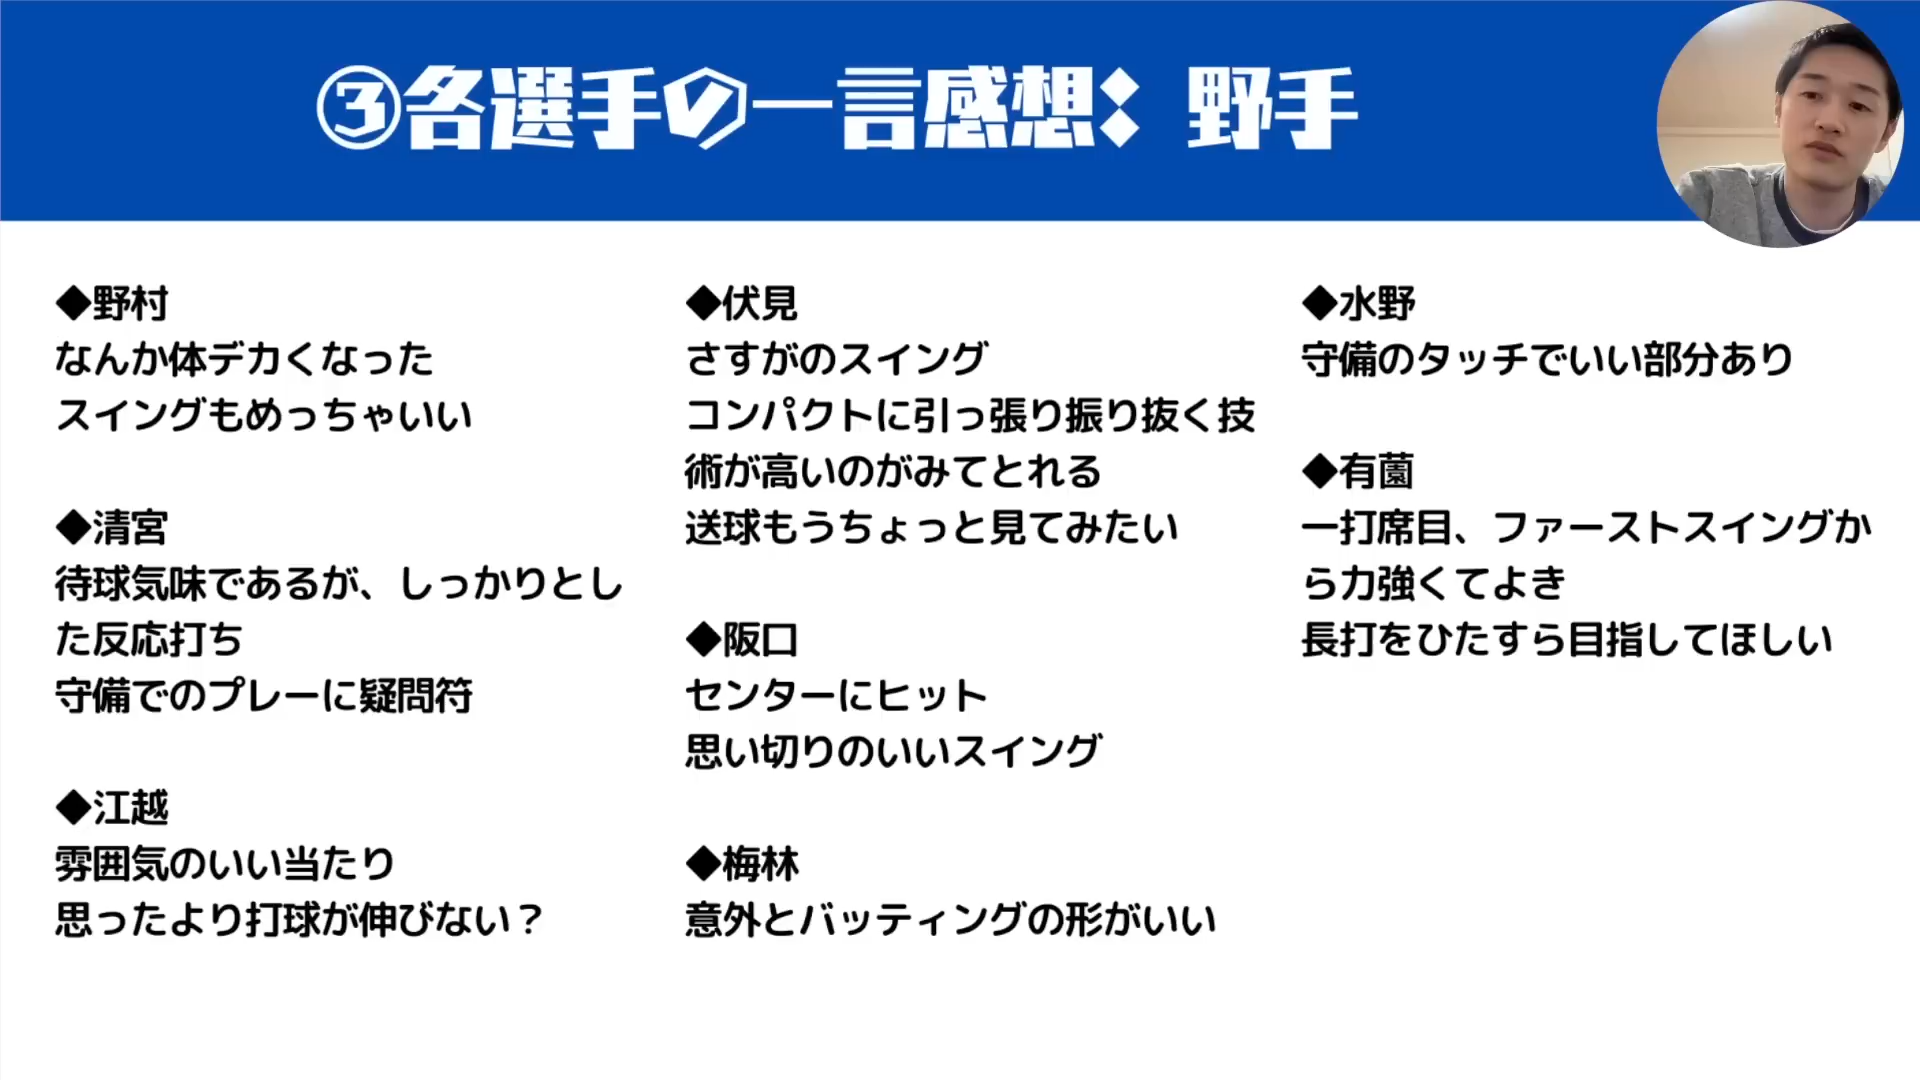 ③各選手の一言感想: 野手
◆野村
なんか体デカくなった
スイングもめっちゃいい
◆清宮
待球気味であるが、しっかりとし
た反応打ち
守備でのプレーに疑問符
◆江越
雰囲気のいい当たり
思ったより打球が伸びない？
◆伏見
さすがのスイング
コンパクトに引っ張り振り抜く技
術が高いのがみてとれる
送球もうちょっと見てみたい
◆阪口
センターにヒット
思い切りのいいスイング
◆梅林
意外とバッティングの形がいい
◆水野
守備のタッチでいい部分あり
◆有薗
一打席目、ファーストスイングか
ら力強くてよき
長打をひたすら目指してほしい